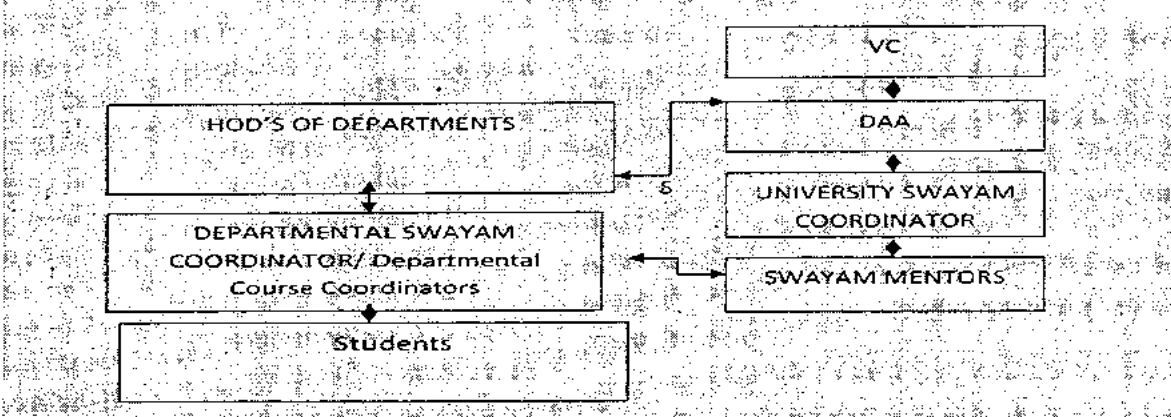 VC
HOD'S OF DEPARTMENTS
DAA
UNIVERSITY SWAYAM
COORDINATOR
DEPARTMENTAL SWAYAM
COORDINATOR/ Departmental
Course Coordinators
SWAYAM MENTORS
Students